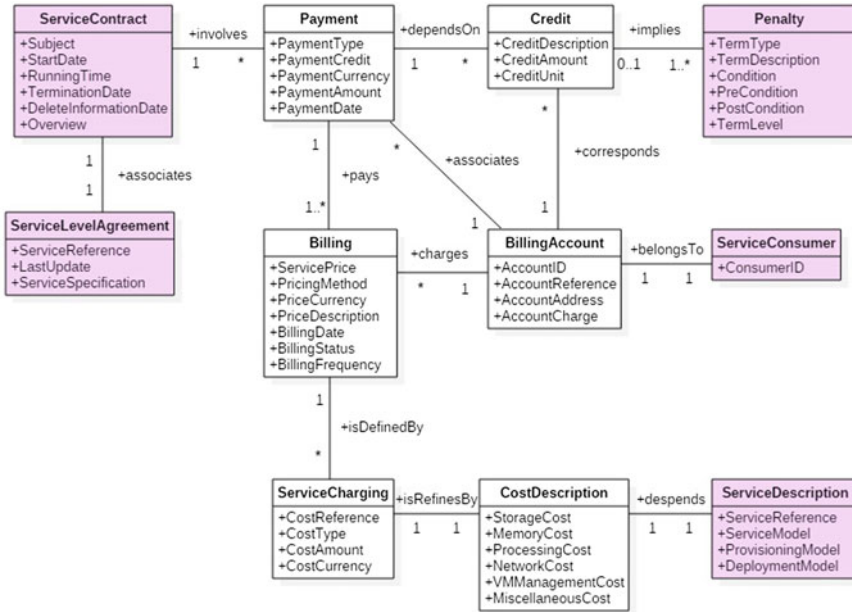 ServiceContract
+Subject
+StartDate
+RunningTime
+TerminationDate
+DeleteInformationDate
+Overview
+involves
1
*
Payment
+PaymentType
+PaymentCredit
+PaymentCurrency
+PaymentAmount
+PaymentDate
+dependsOn
1
*
Credit
+CreditDescription
+CreditAmount
+CreditUnit
+implies
0..1
1..*
Penalty
+TermType
+TermDescription
+Condition
+PreCondition
+PostCondition
+TermLevel
1
+associates
1
1
+pays
1..*
*
+associates
1
*
+corresponds
1
ServiceLevelAgreement
+ServiceReference
+LastUpdate
+ServiceSpecification
Billing
+ServicePrice
+PricingMethod
+PriceCurrency
+PriceDescription
+BillingDate
+BillingStatus
+BillingFrequency
+charges
*
1
BillingAccount
+AccountID
+AccountReference
+AccountAddress
+AccountCharge
+belongsTo
1
1
ServiceConsumer
+ConsumerID
1
+isDefinedBy
*
ServiceCharging
+CostReference
+CostType
+CostAmount
+CostCurrency
+isRefinesBy
1
1
CostDescription
+StorageCost
+MemoryCost
+ProcessingCost
+NetworkCost
+VMManagementCost
+MiscellaneousCost
+despends
1
1
ServiceDescription
+ServiceReference
+ServiceModel
+ProvisioningModel
+DeploymentModel